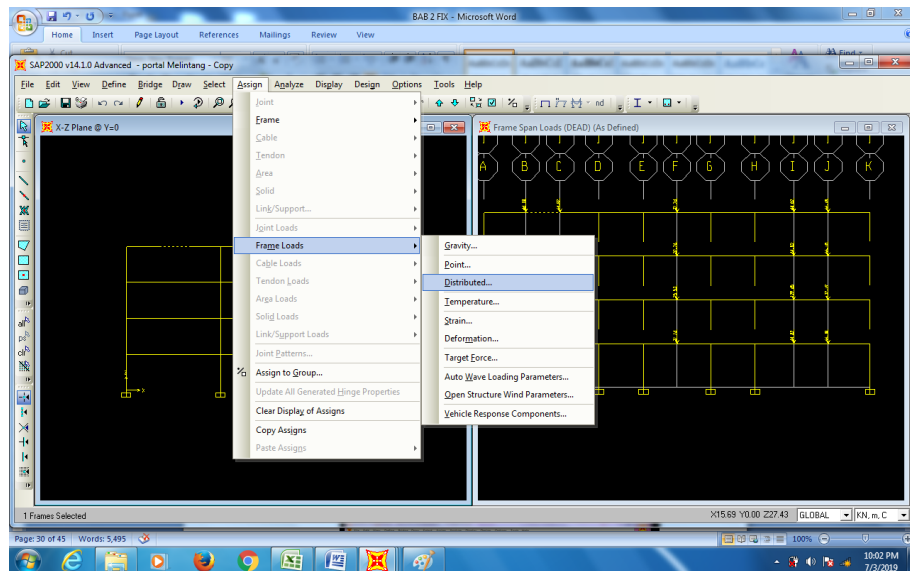 BAB 2 FIX - Microsoft Word
Home Insert Page Layout References Mailings Review View
Find
SAP2000 v14.1.0 Advanced - portal Melintang - Copy
File Edit View Define Bridge Draw Select Assign Analyze Display Design Options Tools Help
nd
X-Z Plane @ Y=0
Frame Span Loads (DEAD) (As Defined)
A B C D E F G H I J K
Joint
Frame
Cable
Tendon
Area
Solid
Link/Support...
Joint Loads
Frame Loads
Cable Loads
Tendon Loads
Area Loads
Solid Loads
Link/Support Loads
Joint Patterns...
Assign to Group...
Update All Generated Hinge Properties
Clear Display of Assigns
Copy Assigns
Paste Assigns
Gravity...
Point...
Distributed...
Temperature...
Strain...
Deformation...
Target Force...
Auto Wave Loading Parameters...
Open Structure Wind Parameters...
Vehicle Response Components...
all
ps
clr
1 Frames Selected
X15.69 Y0.00 Z27.43
GLOBAL
KN, m, C
Page: 30 of 45 Words: 5,495
100%
10:02 PM
7/3/2019